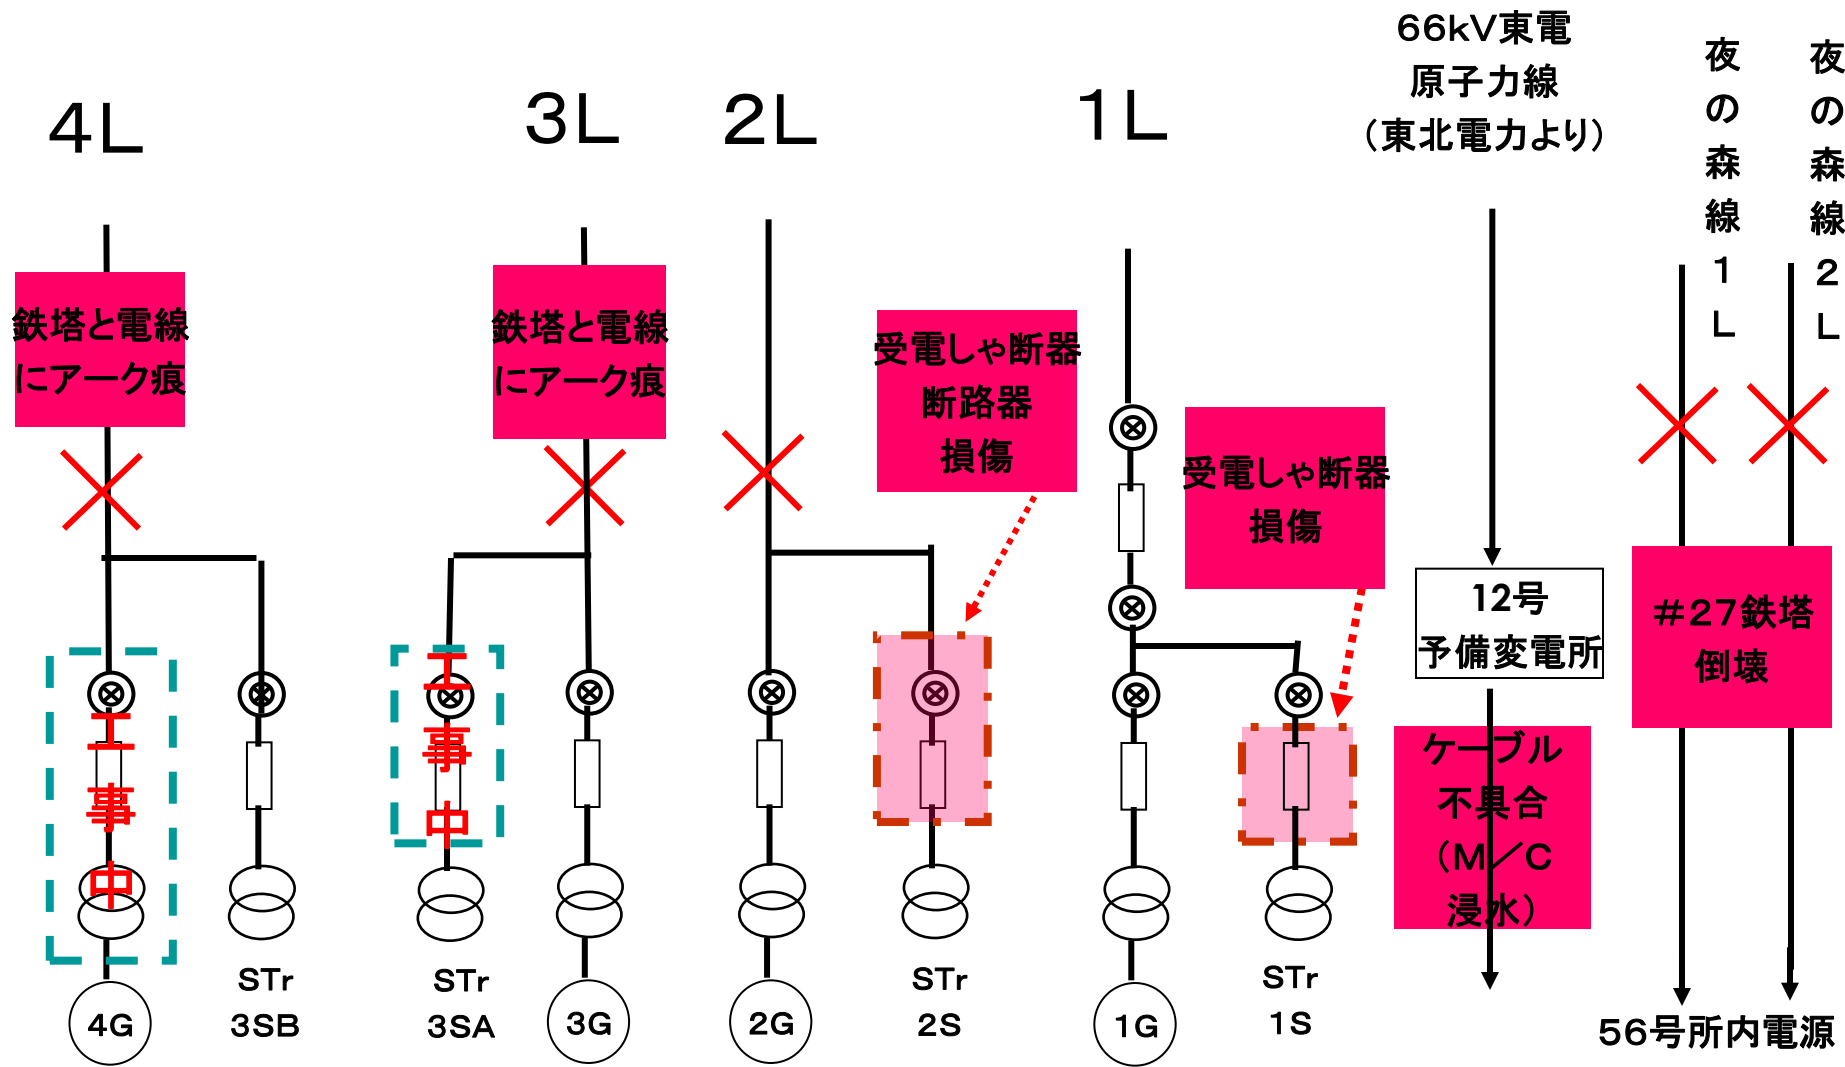 ４Ｌ
３Ｌ
２Ｌ
１Ｌ
６６ｋＶ東電
原子力線
（東北電力より）
夜の森線１Ｌ
夜の森線２Ｌ
鉄塔と電線
にアーク痕
鉄塔と電線
にアーク痕
受電しゃ断器
断路器
損傷
受電しゃ断器
損傷
12号
予備変電所
＃２７鉄塔
倒壊
ケーブル
不具合
（Ｍ／Ｃ
浸水）
工事中
工事中
STr
3SB
STr
3SA
STr
2S
STr
1S
4G
3G
2G
1G
５６号所内電源